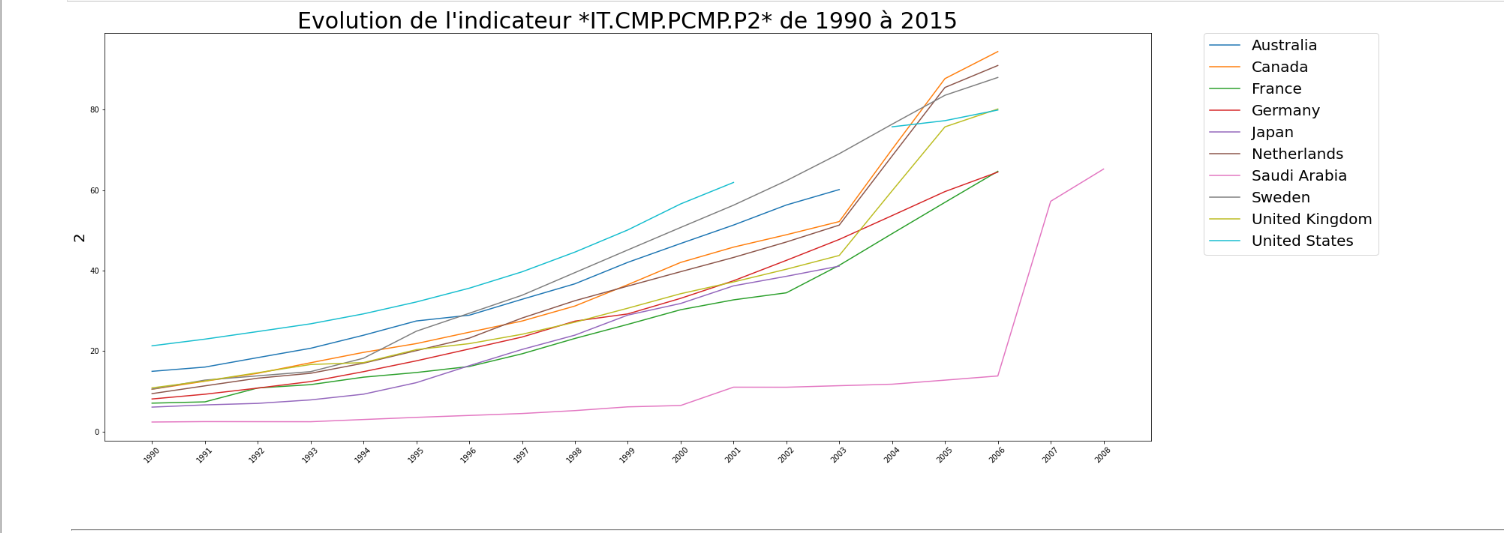 Evolution de l'indicateur *IT.CMP.PCMP.P2* de 1990 à 2015
Australia
Canada
France
Germany
Japan
Netherlands
Saudi Arabia
Sweden
United Kingdom
United States
80
60
40
20
0
2
1990 1991 1992 1993 1994 1995 1996 1997 1998 1999 2000 2001 2002 2003 2004 2005 2006 2007 2008